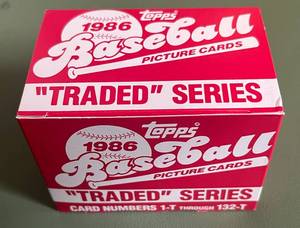 topps
1986
Baseball
PICTURE CARDS
"TRADED" SERIES
topps
1986
Baseball
PICTURE CARDS
"TRADED" SERIES
CARD NUMBERS 1-T THROUGH 132-T